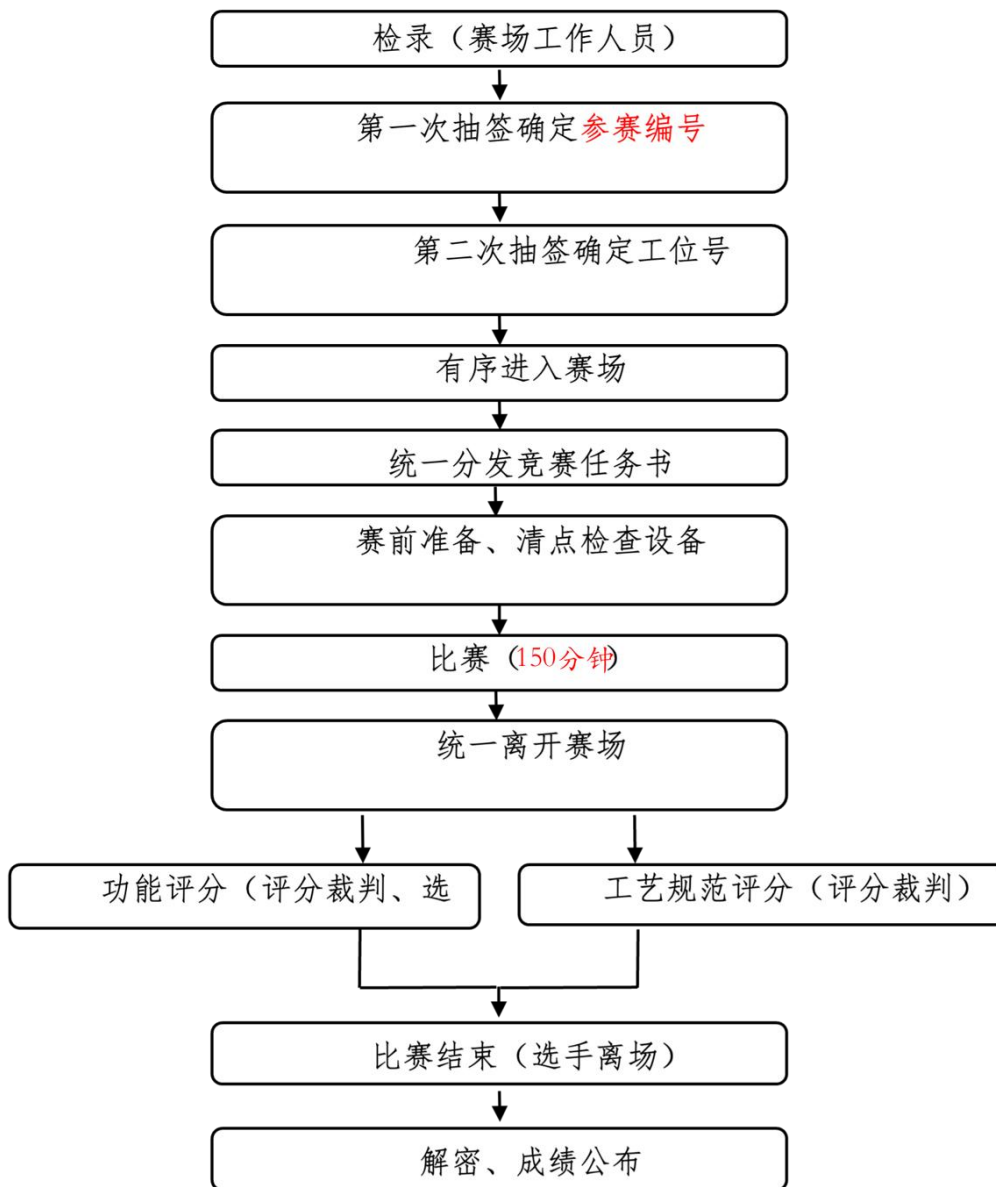 检录（赛场工作人员）
第一次抽签确定参赛编号
第二次抽签确定工位号
有序进入赛场
统一分发竞赛任务书
赛前准备、清点检查设备
比赛（150分钟）
统一离开赛场
功能评分（评分裁判、选
工艺规范评分（评分裁判）
比赛结束（选手离场）
解密、成绩公布